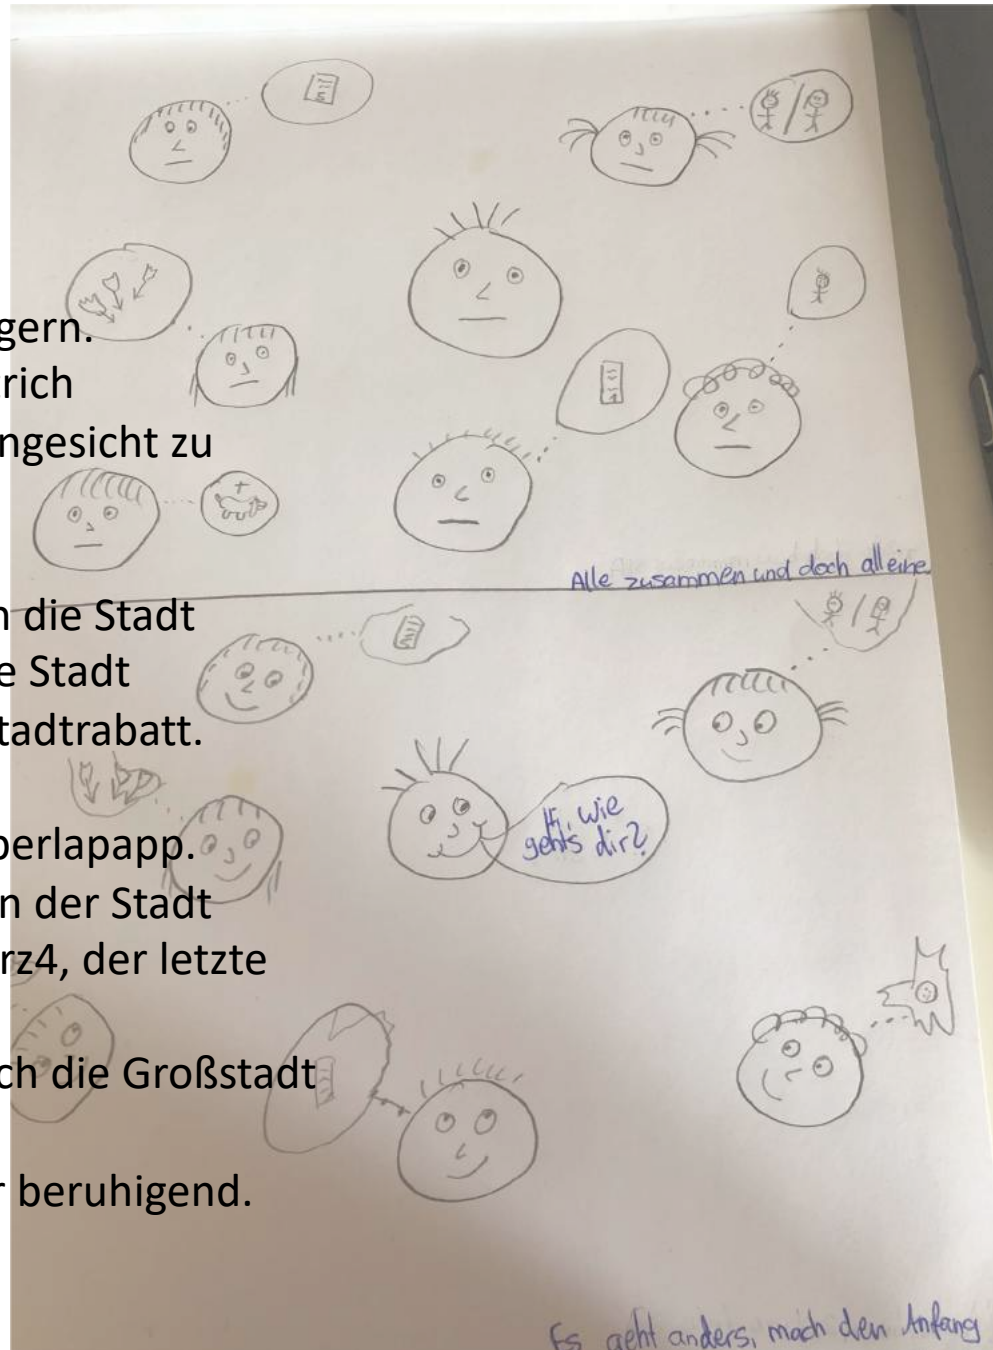 gern.
rich
ngesicht zu
Alle zusammen und doch alleine
n die Stadt
e Stadt
tadtrabatt.
Hi, wie
gehts dir?
perlapapp.
n der Stadt
rz4, der letzte
ch die Großstadt
r beruhigend.
Es geht anders, mach den Anfang